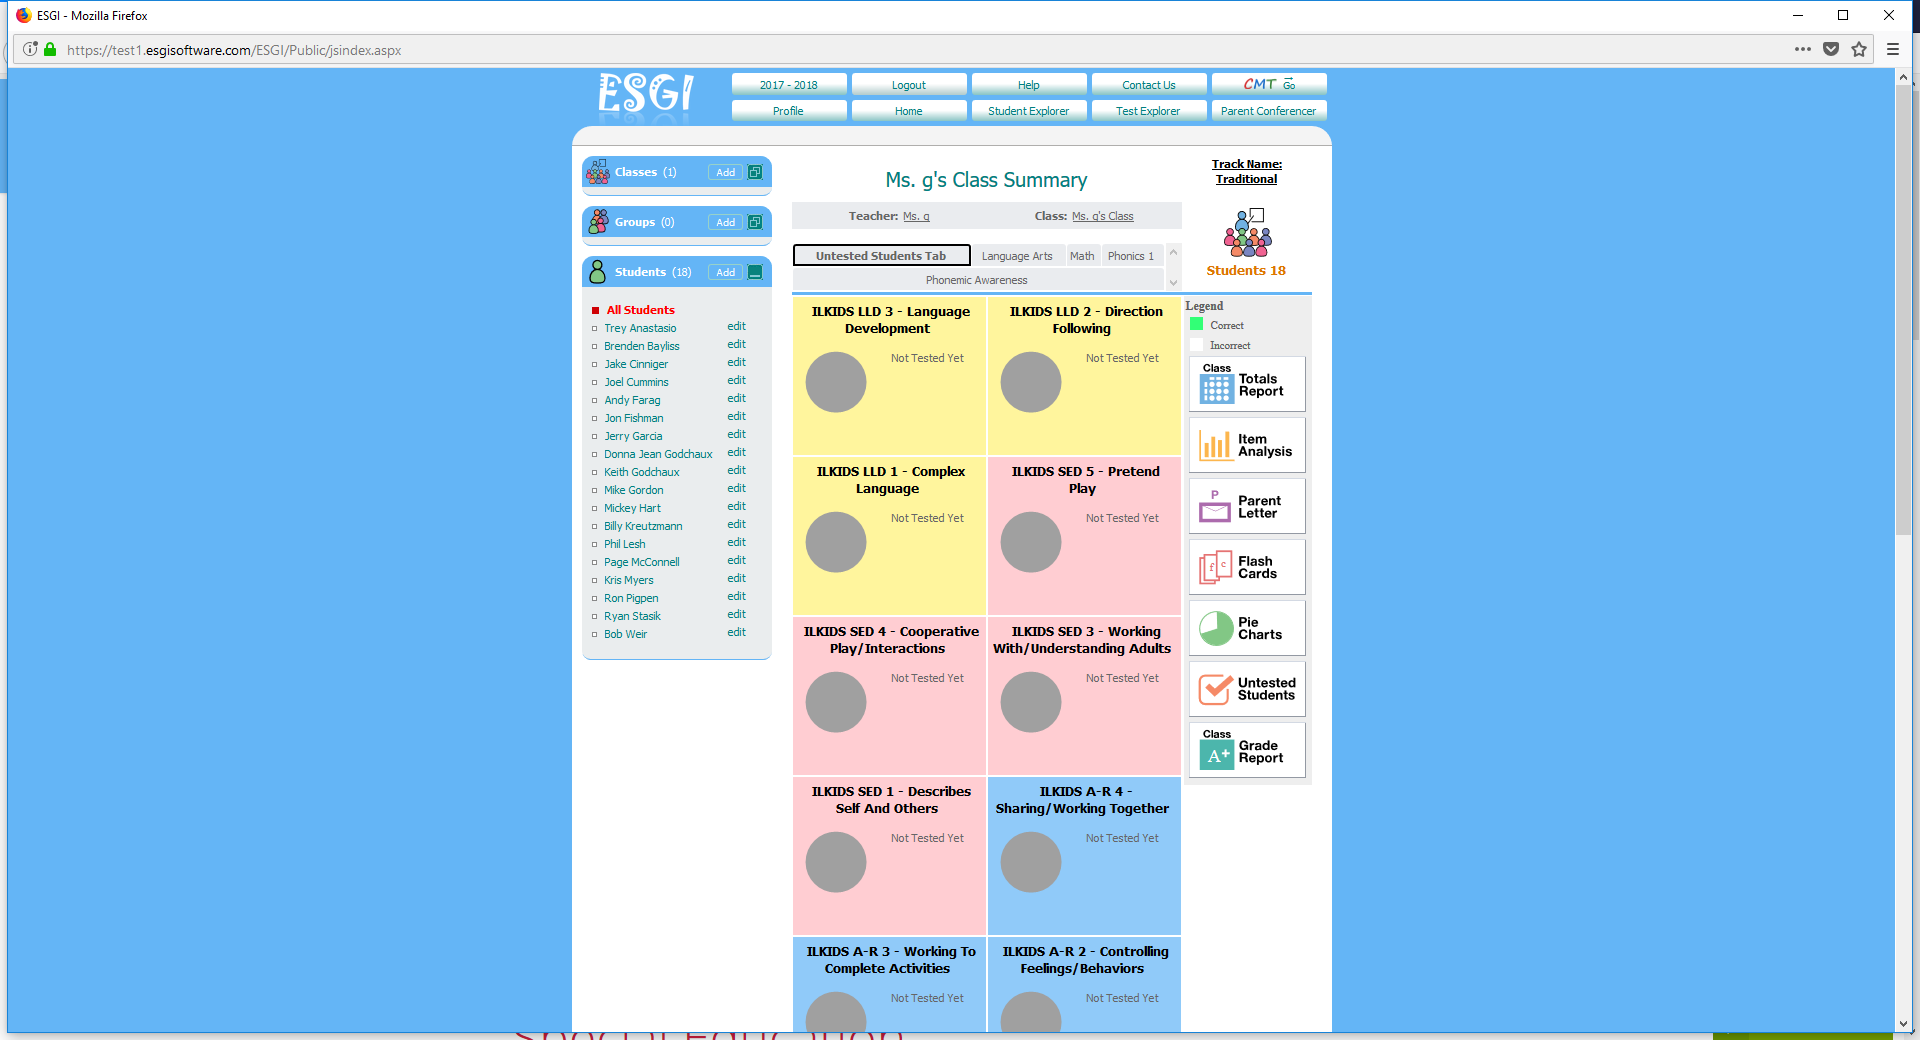 ESGI - Mozilla Firefox
https://test1.esgisoftware.com/ESGI/Public/jsindex.aspx
ESGI
2017 - 2018
Logout
Help
Contact Us
CMT Go
Profile
Home
Student Explorer
Test Explorer
Parent Conferencer
Classes (1)
Add
Groups (0)
Add
Students (18)
Add
All Students
Trey Anastasio edit
Brenden Bayliss edit
Jake Cinniger edit
Joel Cummins edit
Andy Farag edit
Jon Fishman edit
Jerry Garcia edit
Donna Jean Godchaux edit
Keith Godchaux edit
Mike Gordon edit
Mickey Hart edit
Billy Kreutzmann edit
Phil Lesh edit
Page McConnell edit
Kris Myers edit
Ron Pigpen edit
Ryan Stasik edit
Bob Weir edit
Ms. g's Class Summary
Teacher: Ms. g
Class: Ms. g's Class
Untested Students Tab
Language Arts
Math
Phonics 1
Phonemic Awareness
ILKIDS LLD 3 - Language
Development
Not Tested Yet
ILKIDS LLD 2 - Direction
Following
Not Tested Yet
ILKIDS LLD 1 - Complex
Language
Not Tested Yet
ILKIDS SED 5 - Pretend
Play
Not Tested Yet
ILKIDS SED 4 - Cooperative
Play/Interactions
Not Tested Yet
ILKIDS SED 3 - Working
With/Understanding Adults
Not Tested Yet
ILKIDS SED 1 - Describes
Self And Others
Not Tested Yet
ILKIDS A-R 4 -
Sharing/Working Together
Not Tested Yet
ILKIDS A-R 3 - Working To
Complete Activities
Not Tested Yet
ILKIDS A-R 2 - Controlling
Feelings/Behaviors
Not Tested Yet
Track Name:
Traditional
Students 18
Legend
Correct
Incorrect
Class
Totals
Report
Item
Analysis
P
Parent
Letter
f c
Flash
Cards
Pie
Charts
Untested
Students
Class
A+
Grade
Report
Special Education